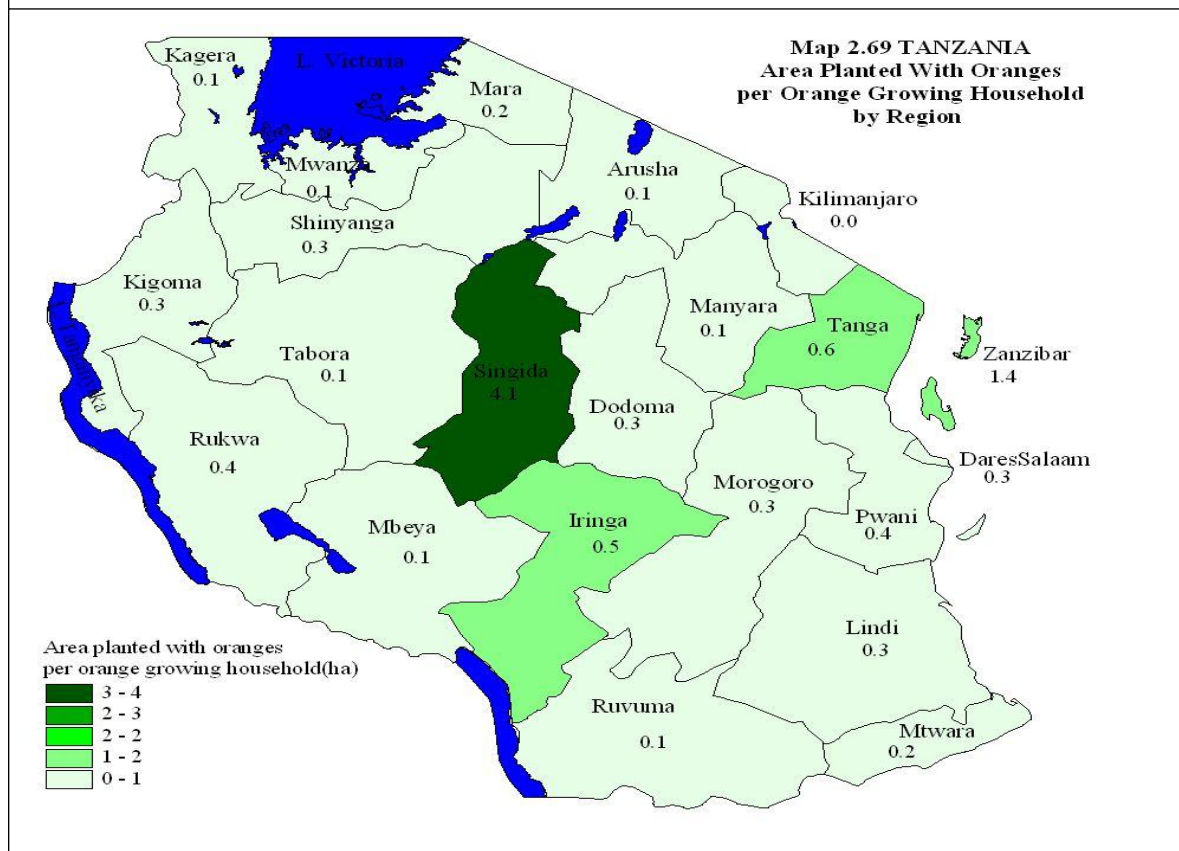 Map 2.69 TANZANIA
Area Planted With Oranges
per Orange Growing Household
by Region
Kagera
0.1
L. Victoria
Mara
0.2
Mwanza
0.1
Arusha
0.1
Kilimanjaro
0.0
Shinyanga
0.3
Kigoma
0.3
Manyara
0.1
Tanga
0.6
Zanzibar
1.4
Tabora
0.1
Singida
4.1
Dodoma
0.3
L. Tanganyika
Rukwa
0.4
DaresSalaam
0.3
Morogoro
0.3
Pwani
0.4
Mbeya
0.1
Iringa
0.5
Lindi
0.3
Ruvuma
0.1
Mtwara
0.2
Area planted with oranges
per orange growing household(ha)
3 - 4
2 - 3
2 - 2
1 - 2
0 - 1